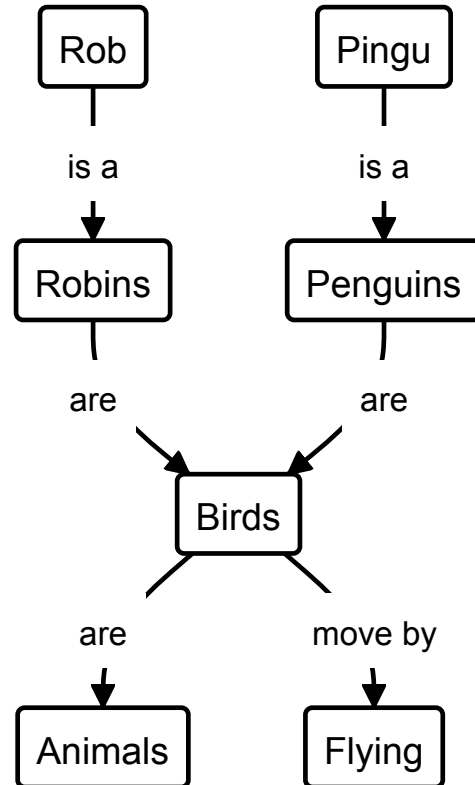 Rob
Pingu
is a
is a
Robins
Penguins
are
are
Birds
are
move by
Animals
Flying